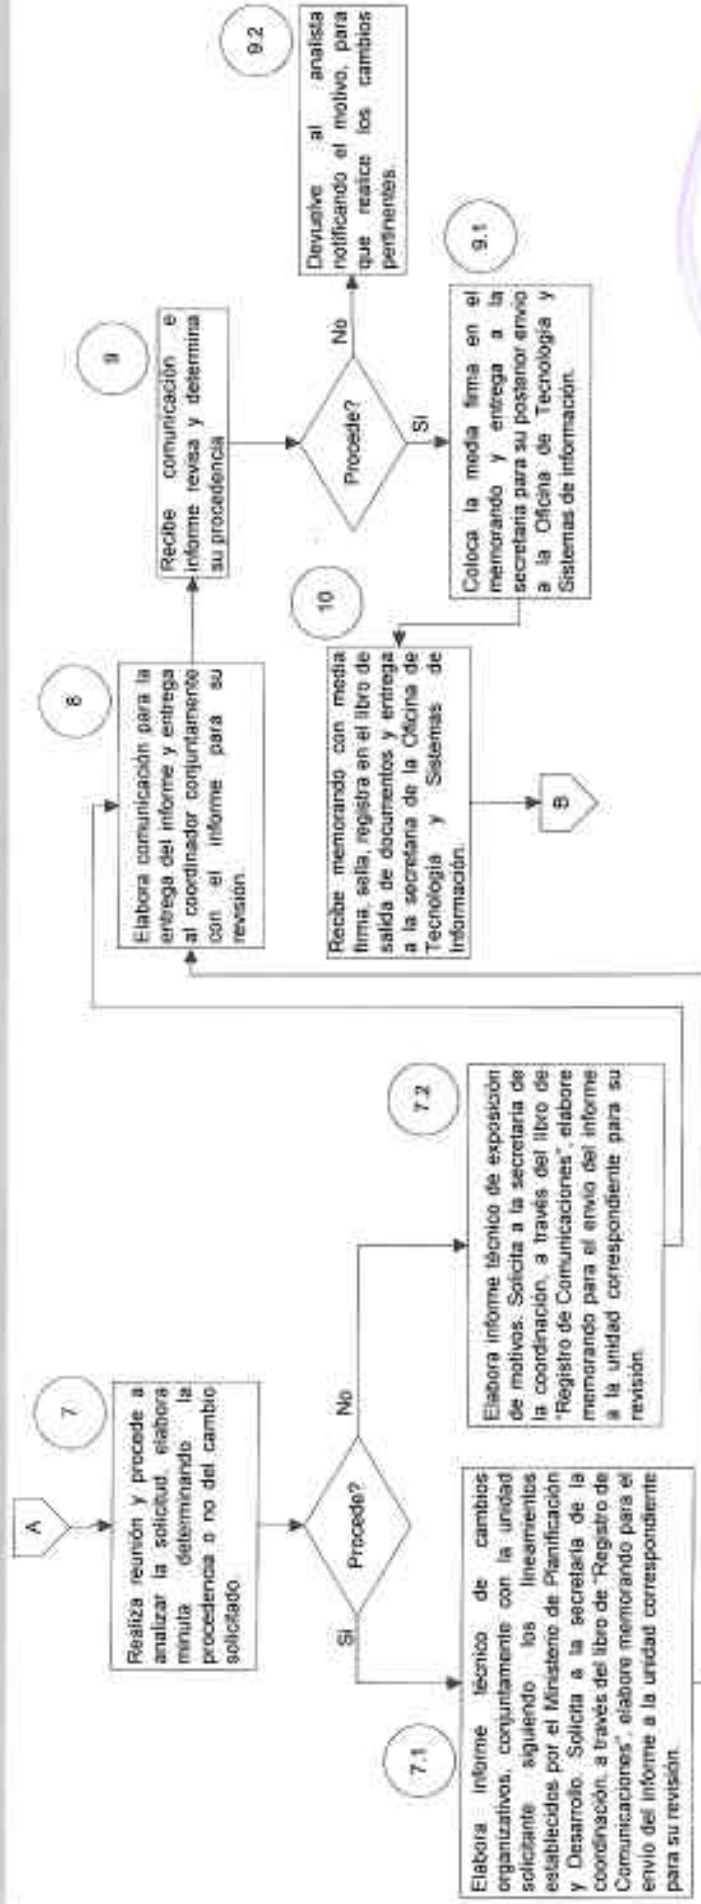 A
7
Realiza reunión y procede a
analizar la solicitud, elabora
minuta determinando la
procedencia o no del cambio
solicitado.
Procede?
Si
No
7.1
Elabora informe técnico de cambios
organizativos, conjuntamente con la unidad
solicitante siguiendo los lineamientos
establecidos por el Ministerio de Planificación
y Desarrollo. Solicita a la secretaria de la
coordinación, a través del libro de "Registro de
Comunicaciones", elabore memorando para el
envío del informe a la unidad correspondiente
para su revisión.
7.2
Elabora informe técnico de exposición
de motivos. Solicita a la secretaria de
la coordinación, a través del libro de
"Registro de Comunicaciones", elabore
memorando para el envío del informe
a la unidad correspondiente para su
revisión.
8
Elabora comunicación para la
entrega del informe y entrega
al coordinador conjuntamente
con el informe para su
revisión.
9
Recibe comunicación e
informe revisa y determina
su procedencia
Procede?
No
Si
9.2
Devuelve al analista
notificando el motivo, para
que realice los cambios
pertinentes.
9.1
Coloca la media firma en el
memorando y entrega a la
secretaria para su posterior envío
a la Oficina de Tecnología y
Sistemas de información.
10
Recibe memorando con media
firma, sella, registra en el libro de
salida de documentos y entrega
a la secretaria de la Oficina de
Tecnología y Sistemas de
Información.
B